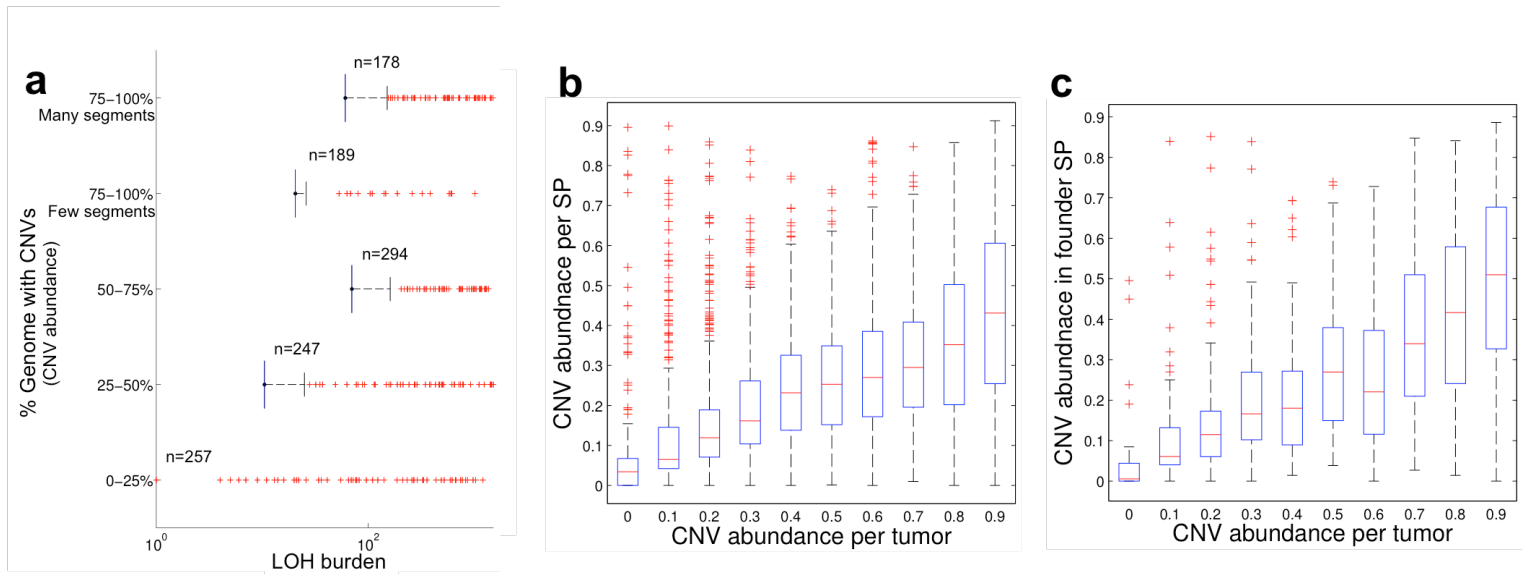 a
% Genome with CNVs
(CNV abundance)
75–100%
Many segments
75–100%
Few segments
50–75%
25–50%
0–25%
n=178
n=189
n=294
n=247
n=257
10^0
10^2
LOH burden
b
CNV abundnace per SP
0.9
0.8
0.7
0.6
0.5
0.4
0.3
0.2
0.1
0
0 0.1 0.2 0.3 0.4 0.5 0.6 0.7 0.8 0.9
CNV abundance per tumor
c
CNV abundnace in founder SP
0.9
0.8
0.7
0.6
0.5
0.4
0.3
0.2
0.1
0
0 0.1 0.2 0.3 0.4 0.5 0.6 0.7 0.8 0.9
CNV abundance per tumor